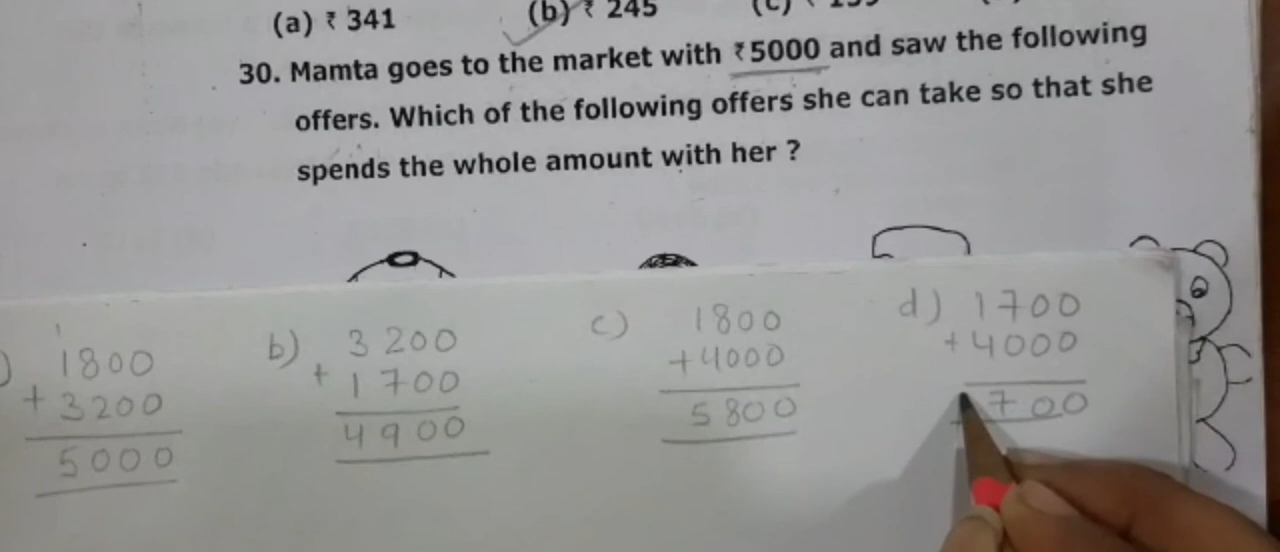 (a) ₹ 341 (b) ₹ 245 (c) ₹
30. Mamta goes to the market with ₹5000 and saw the following
offers. Which of the following offers she can take so that she
spends the whole amount with her ?
) 1800 b) 3200 c) 1800 d) 1700
+ 3200 + 1700 +4000 +4000
5000 4900 5800 700